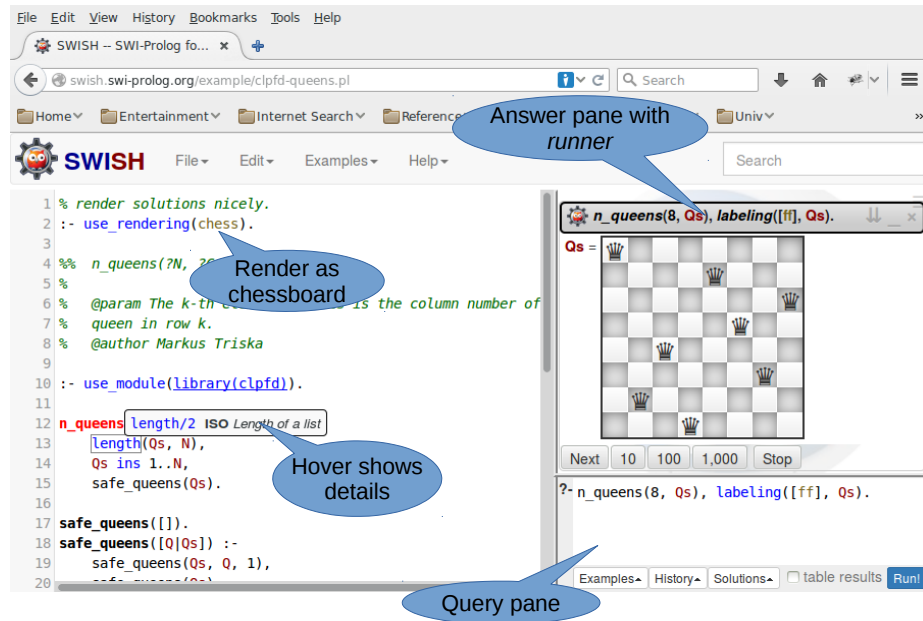 File Edit View History Bookmarks Tools Help
SWISH -- SWI-Prolog fo... ×
swish.swi-prolog.org/example/clpfd-queens.pl
Search
Home Entertainment Internet Search Reference Univ »
Answer pane with
runner
SWISH File Edit Examples Help Search
1 % render solutions nicely.
2 :- use_rendering(chess).
3
4 %% n_queens(?N, ?
5 %
6 % @param The k-th is the column number of
7 % queen in row k.
8 % @author Markus Triska
9
10 :- use_module(library(clpfd)).
11
12 n_queens length/2 ISO Length of a list
13 length(Qs, N),
14 Qs ins 1..N,
15 safe_queens(Qs).
16
17 safe_queens([]).
18 safe_queens([Q|Qs]) :-
19 safe_queens(Qs, Q, 1),
20
Render as
chessboard
Hover shows
details
n_queens(8, Qs), labeling([ff], Qs).
Qs =
Next 10 100 1,000 Stop
?- n_queens(8, Qs), labeling([ff], Qs).
Examples History Solutions table results Run!
Query pane